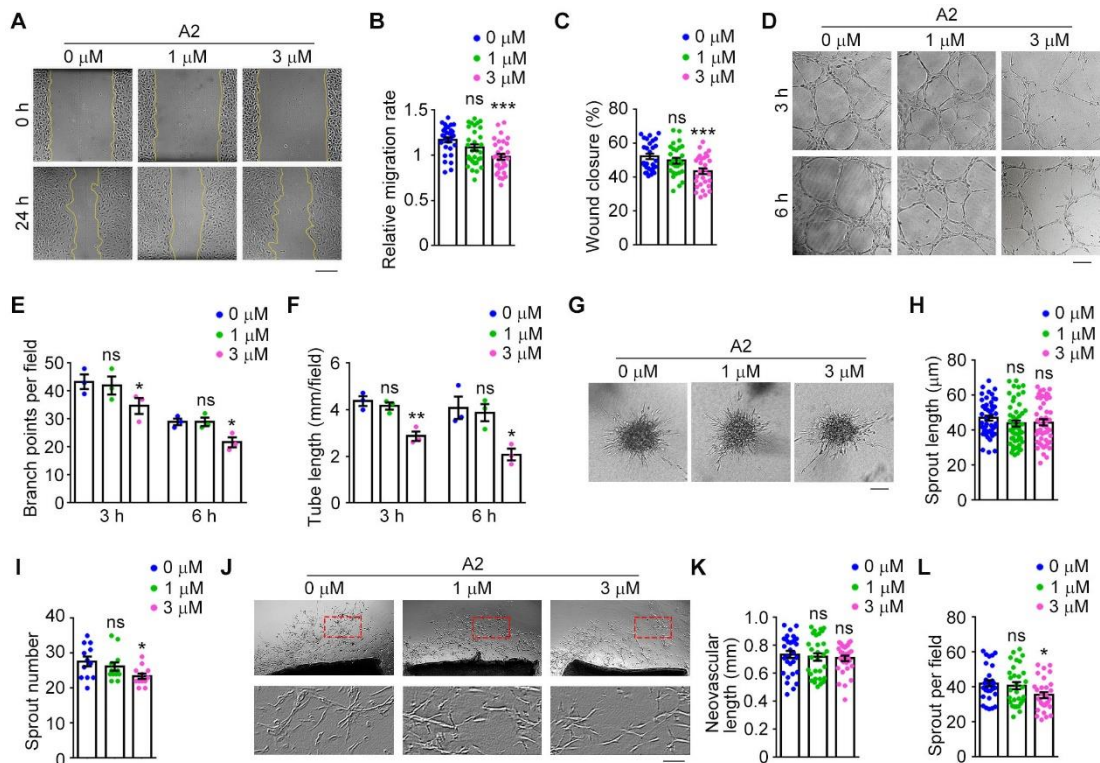 A
A2
0 μM 1 μM 3 μM
0 h
24 h
B
0 μM
1 μM
3 μM
ns
***
Relative migration rate
1.5
1
0.5
0
C
0 μM
1 μM
3 μM
ns
***
Wound closure (%)
100
80
60
40
20
0
D
A2
0 μM 1 μM 3 μM
3 h
6 h
E
0 μM
1 μM
3 μM
ns
*
ns
*
Branch points per field
50
40
30
20
10
0
3 h 6 h
F
0 μM
1 μM
3 μM
ns
**
ns
*
Tube length (mm/field)
6
4
2
0
3 h 6 h
G
A2
0 μM 1 μM 3 μM
H
0 μM
1 μM
3 μM
ns ns
Sprout length (μm)
80
60
40
20
0
I
0 μM
1 μM
3 μM
ns
*
Sprout number
40
30
20
10
0
J
A2
0 μM 1 μM 3 μM
K
0 μM
1 μM
3 μM
ns ns
Neovascular
length (mm)
1.0
0.8
0.6
0.4
0.2
0
L
0 μM
1 μM
3 μM
ns
*
Sprout per field
80
60
40
20
0